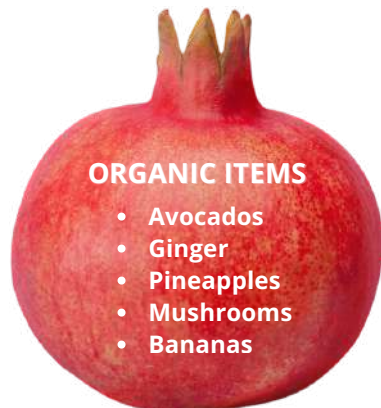 ORGANIC ITEMS
• Avocados
• Ginger
• Pineapples
• Mushrooms
• Bananas